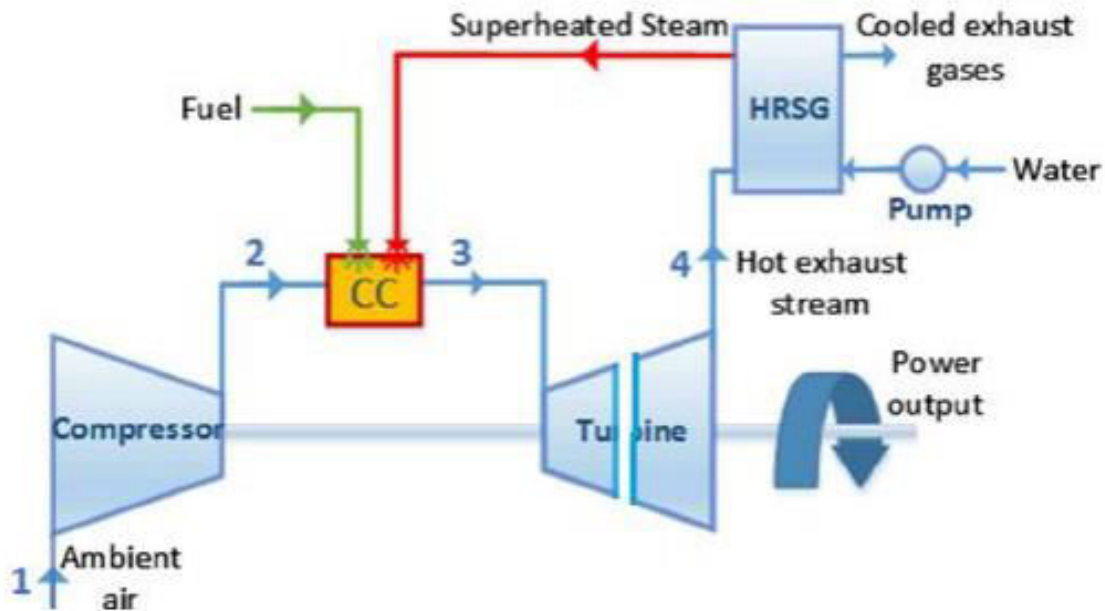 Superheated Steam
Cooled exhaust
gases
Fuel
HRSG
Water
Pump
2
3
4
Hot exhaust
stream
CC
Power
output
Compressor
Turbine
1
Ambient
air